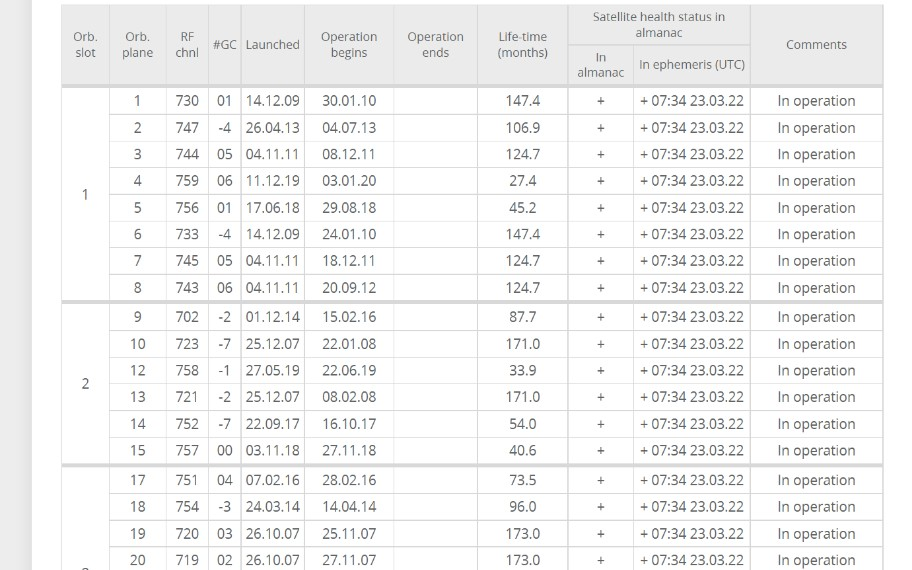 Orb. slot Orb. plane RF chnl #GC Launched Operation begins Operation ends Life-time (months) Satellite health status in almanac In almanac In ephemeris (UTC) Comments
1
1 730 01 14.12.09 30.01.10 147.4 + + 07:34 23.03.22 In operation
2 747 -4 26.04.13 04.07.13 106.9 + + 07:34 23.03.22 In operation
3 744 05 04.11.11 08.12.11 124.7 + + 07:34 23.03.22 In operation
4 759 06 11.12.19 03.01.20 27.4 + + 07:34 23.03.22 In operation
5 756 01 17.06.18 29.08.18 45.2 + + 07:34 23.03.22 In operation
6 733 -4 14.12.09 24.01.10 147.4 + + 07:34 23.03.22 In operation
7 745 05 04.11.11 18.12.11 124.7 + + 07:34 23.03.22 In operation
8 743 06 04.11.11 20.09.12 124.7 + + 07:34 23.03.22 In operation
2
9 702 -2 01.12.14 15.02.16 87.7 + + 07:34 23.03.22 In operation
10 723 -7 25.12.07 22.01.08 171.0 + + 07:34 23.03.22 In operation
12 758 -1 27.05.19 22.06.19 33.9 + + 07:34 23.03.22 In operation
13 721 -2 25.12.07 08.02.08 171.0 + + 07:34 23.03.22 In operation
14 752 -7 22.09.17 16.10.17 54.0 + + 07:34 23.03.22 In operation
15 757 00 03.11.18 27.11.18 40.6 + + 07:34 23.03.22 In operation
17 751 04 07.02.16 28.02.16 73.5 + + 07:34 23.03.22 In operation
18 754 -3 24.03.14 14.04.14 96.0 + + 07:34 23.03.22 In operation
19 720 03 26.10.07 25.11.07 173.0 + + 07:34 23.03.22 In operation
20 719 02 26.10.07 27.11.07 173.0 + + 07:34 23.03.22 In operation